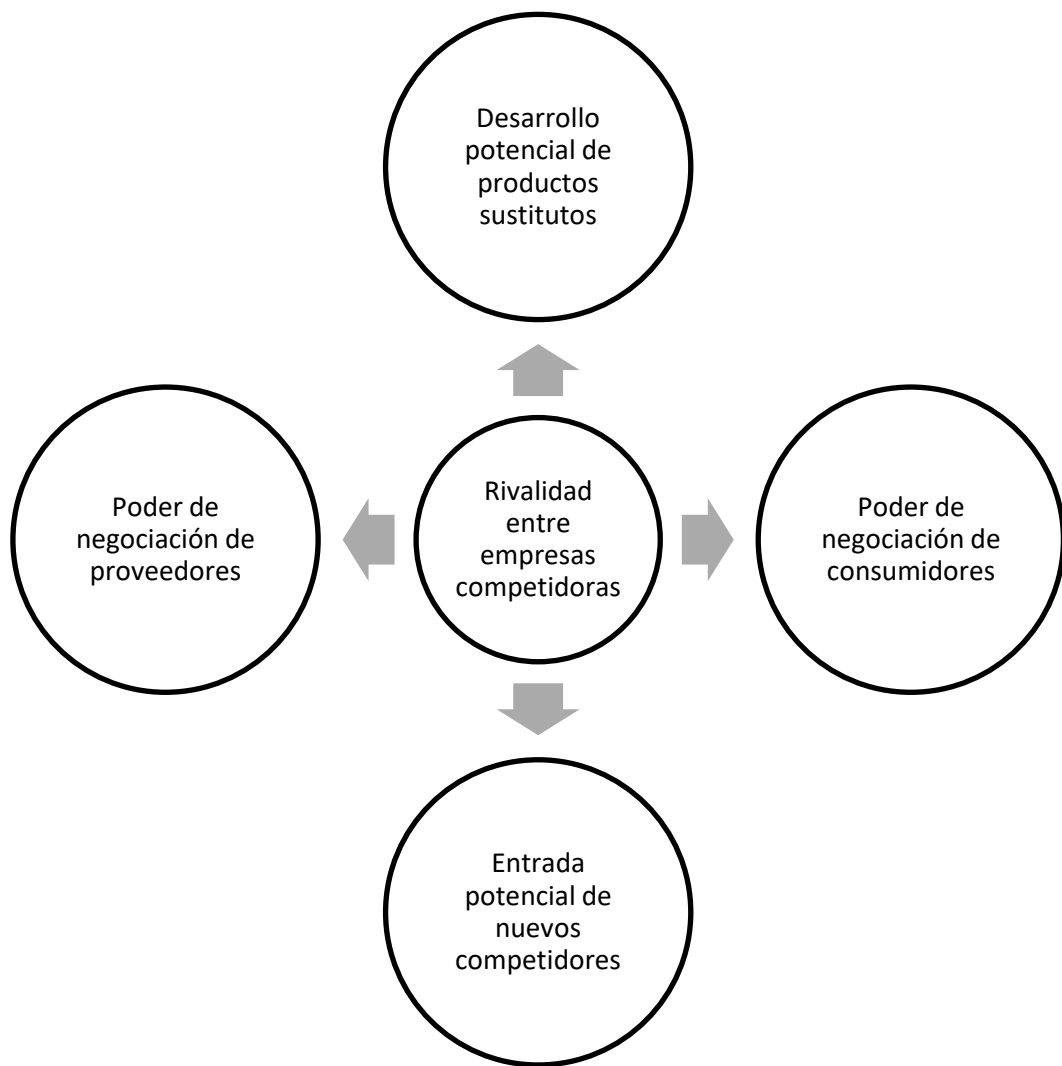 Desarrollo
potencial de
productos
sustitutos
Poder de
negociación de
proveedores
Rivalidad
entre
empresas
competidoras
Poder de
negociación de
consumidores
Entrada
potencial de
nuevos
competidores